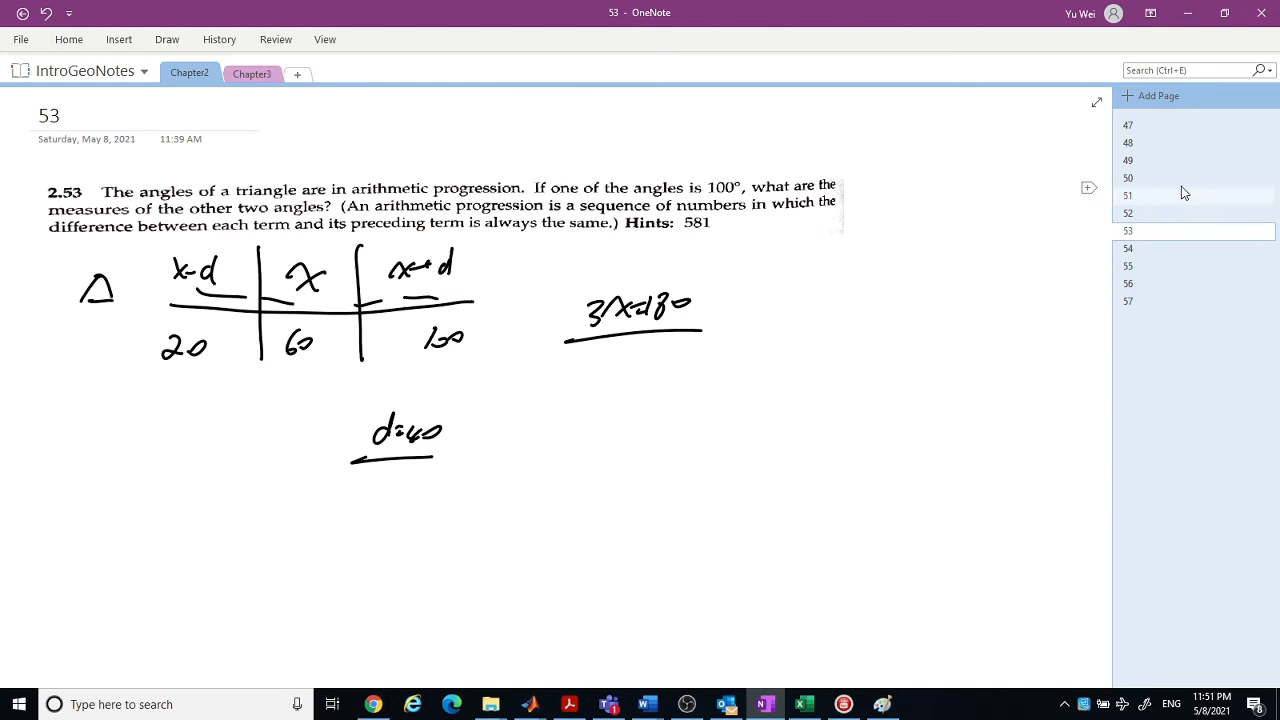 53 - OneNote
Yu Wei
File Home Insert Draw History Review View
IntroGeoNotes Chapter2 Chapter3 +
Search (Ctrl+E)
53
Saturday, May 8, 2021 11:39 AM
Add Page
47
48
49
50
51
52
53
54
55
56
57
2.53 The angles of a triangle are in arithmetic progression. If one of the angles is 100°, what are the
measures of the other two angles? (An arithmetic progression is a sequence of numbers in which the
difference between each term and its preceding term is always the same.) Hints: 581
Δ x-d x x+d
3x=180
20 60 100
d=40
Type here to search
ENG
11:51 PM
5/8/2021